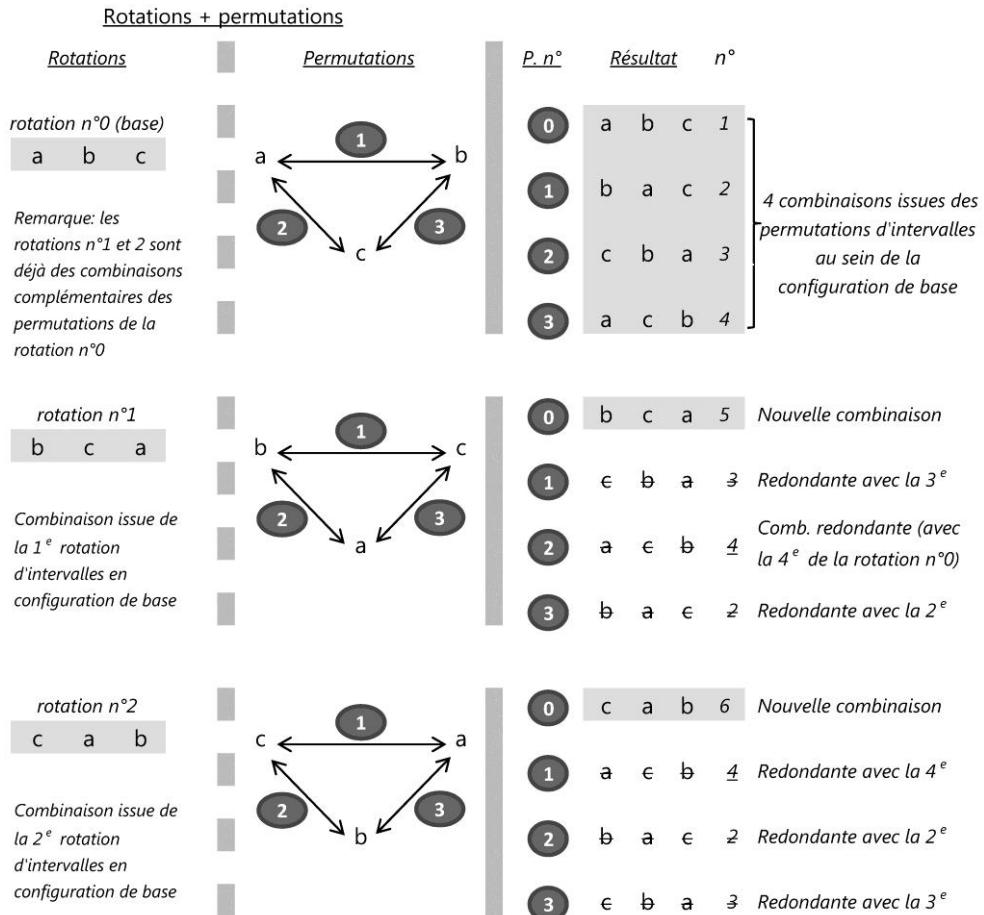 Rotations + permutations
Rotations Permutations P. n° Résultat n°
rotation n°0 (base)
a b c
Remarque: les
rotations n°1 et 2 sont
déjà des combinaisons
complémentaires des
permutations de la
rotation n°0
1
a b
2 3
c
0 a b c 1
1 b a c 2
2 c b a 3
3 a c b 4
4 combinaisons issues des
permutations d'intervalles
au sein de la
configuration de base
rotation n°1
b c a
Combinaison issue de
la 1e rotation
d'intervalles en
configuration de base
1
b c
2 3
a
0 b c a 5 Nouvelle combinaison
1 c b a 3 Redondante avec la 3e
2 a c b 4 Comb. redondante (avec
la 4e de la rotation n°0)
3 b a c 2 Redondante avec la 2e
rotation n°2
c a b
Combinaison issue de
la 2e rotation
d'intervalles en
configuration de base
1
c a
2 3
b
0 c a b 6 Nouvelle combinaison
1 a c b 4 Redondante avec la 4e
2 b a c 2 Redondante avec la 2e
3 c b a 3 Redondante avec la 3e